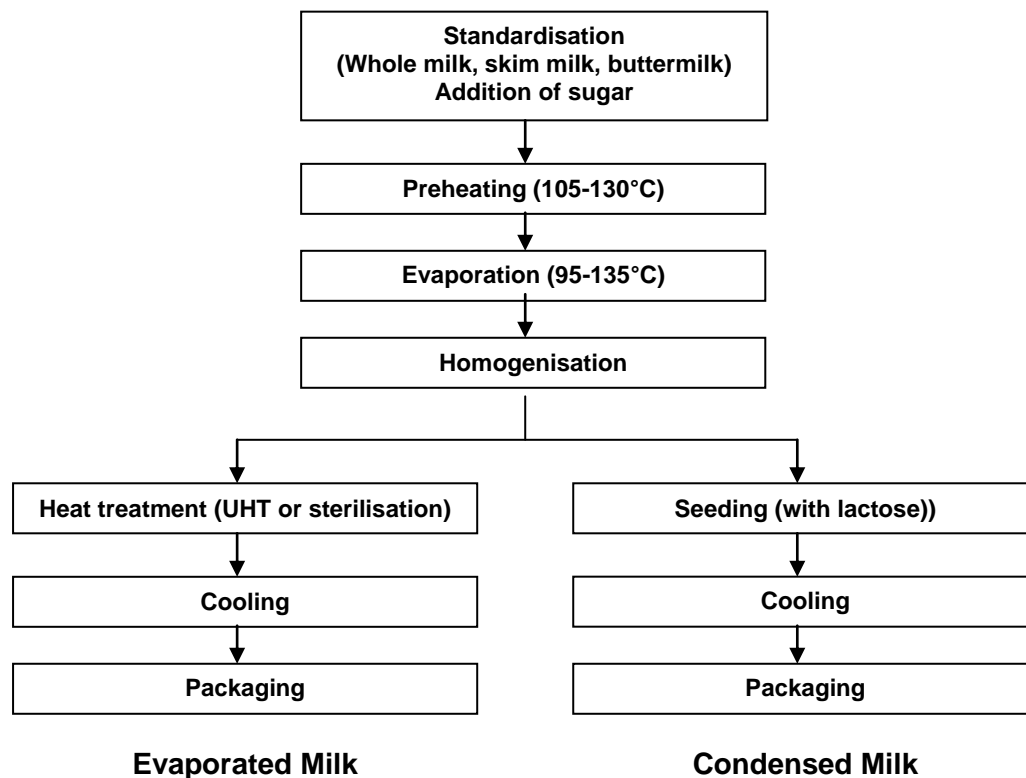 Standardisation
(Whole milk, skim milk, buttermilk)
Addition of sugar
Preheating (105-130°C)
Evaporation (95-135°C)
Homogenisation
Heat treatment (UHT or sterilisation)
Cooling
Packaging
Evaporated Milk
Seeding (with lactose))
Cooling
Packaging
Condensed Milk